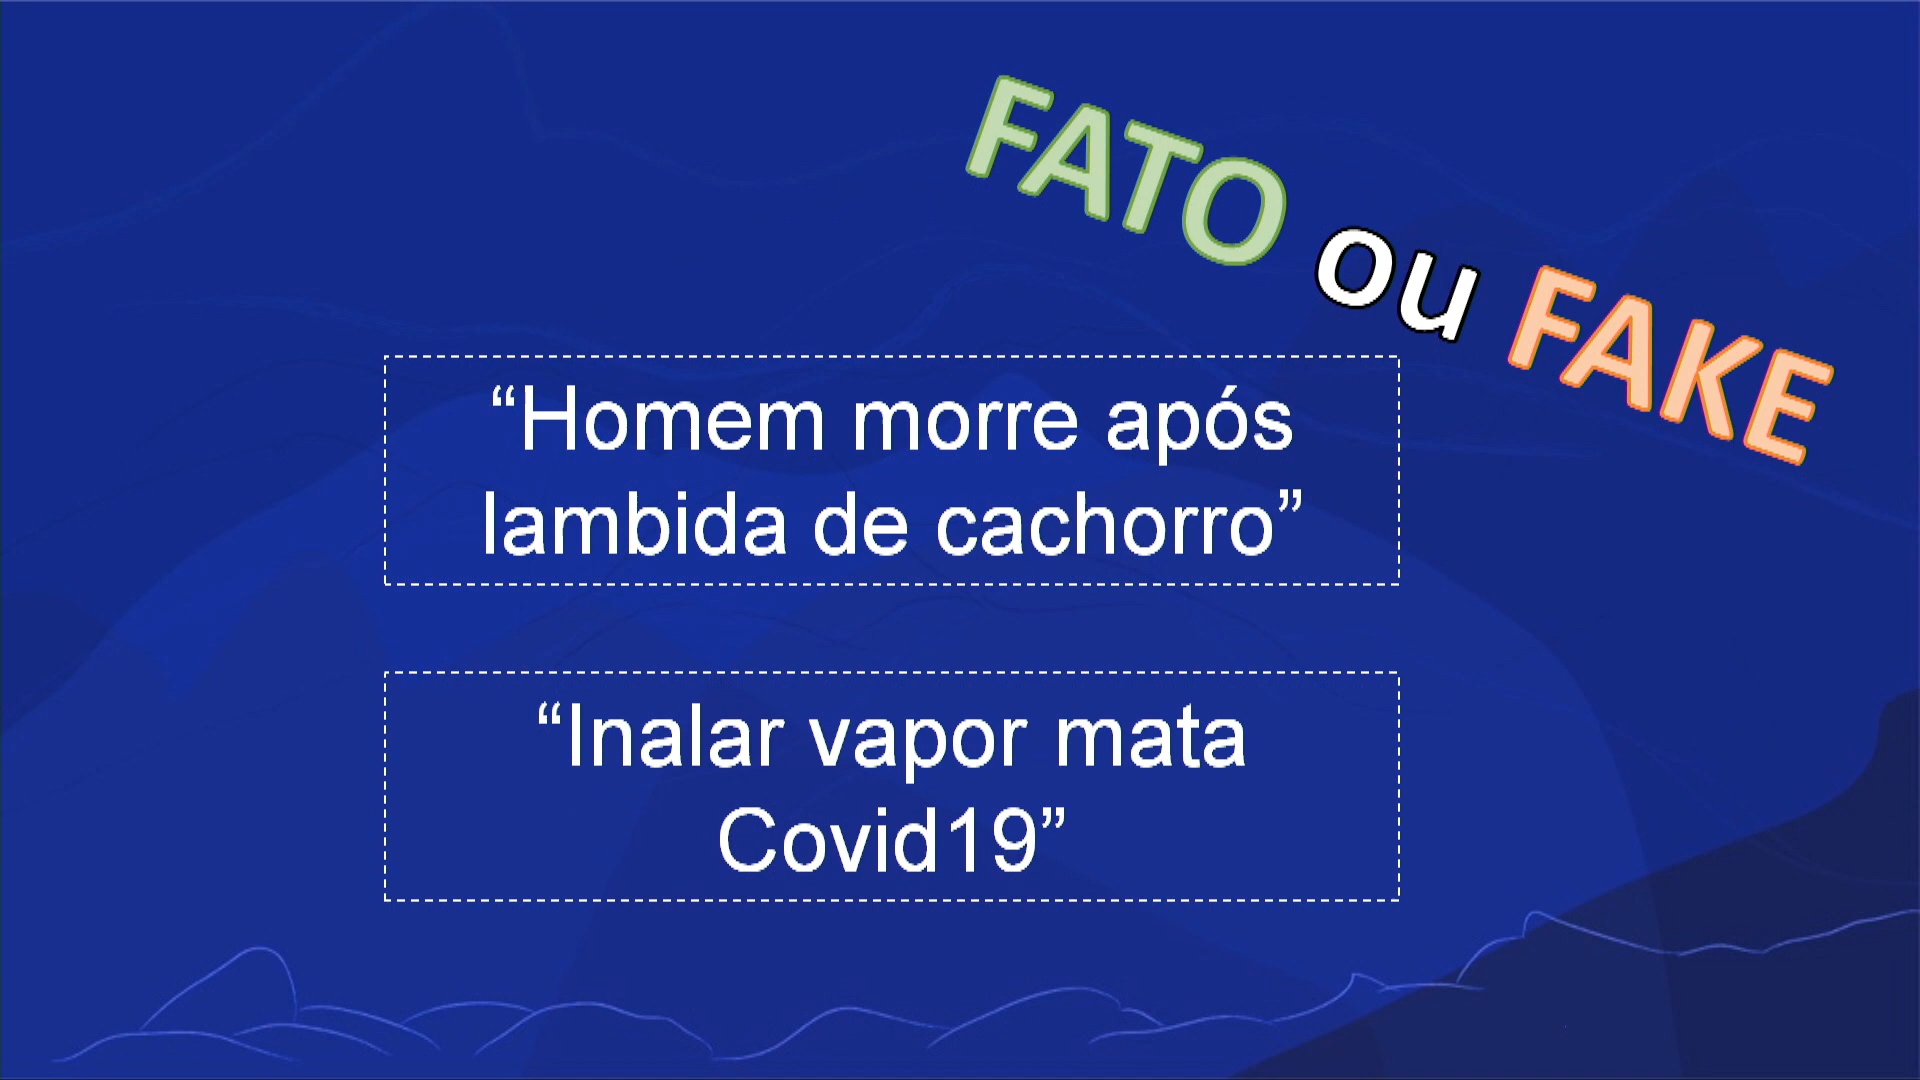 FATO ou FAKE
“Homem morre após
lambida de cachorro”
“Inalar vapor mata
Covid19”